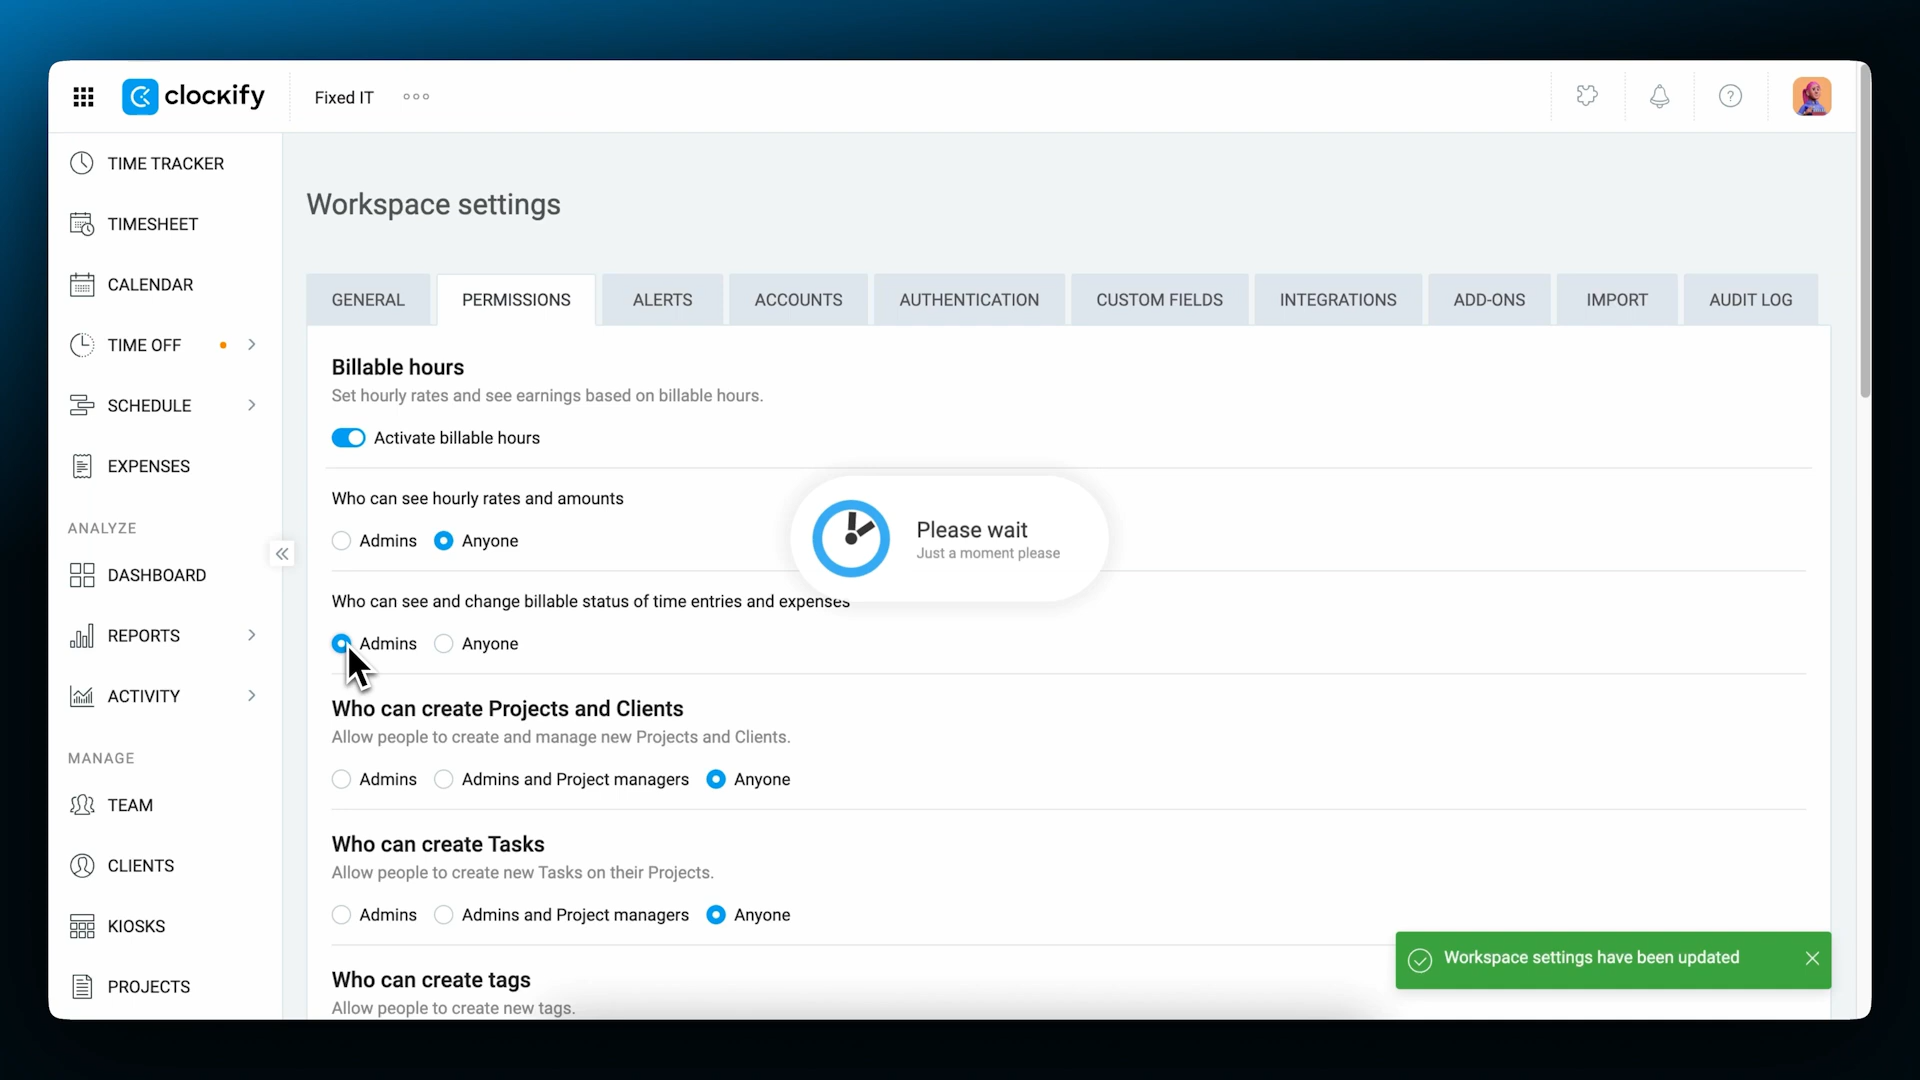 clockify
Fixed IT
TIME TRACKER
TIMESHEET
CALENDAR
TIME OFF
SCHEDULE
EXPENSES
ANALYZE
DASHBOARD
REPORTS
ACTIVITY
MANAGE
TEAM
CLIENTS
KIOSKS
PROJECTS
Workspace settings
GENERAL PERMISSIONS ALERTS ACCOUNTS AUTHENTICATION CUSTOM FIELDS INTEGRATIONS ADD-ONS IMPORT AUDIT LOG
Billable hours
Set hourly rates and see earnings based on billable hours.
Activate billable hours
Who can see hourly rates and amounts
Admins Anyone
Please wait
Just a moment please
Who can see and change billable status of time entries and expenses
Admins Anyone
Who can create Projects and Clients
Allow people to create and manage new Projects and Clients.
Admins Admins and Project managers Anyone
Who can create Tasks
Allow people to create new Tasks on their Projects.
Admins Admins and Project managers Anyone
Who can create tags
Allow people to create new tags.
Workspace settings have been updated